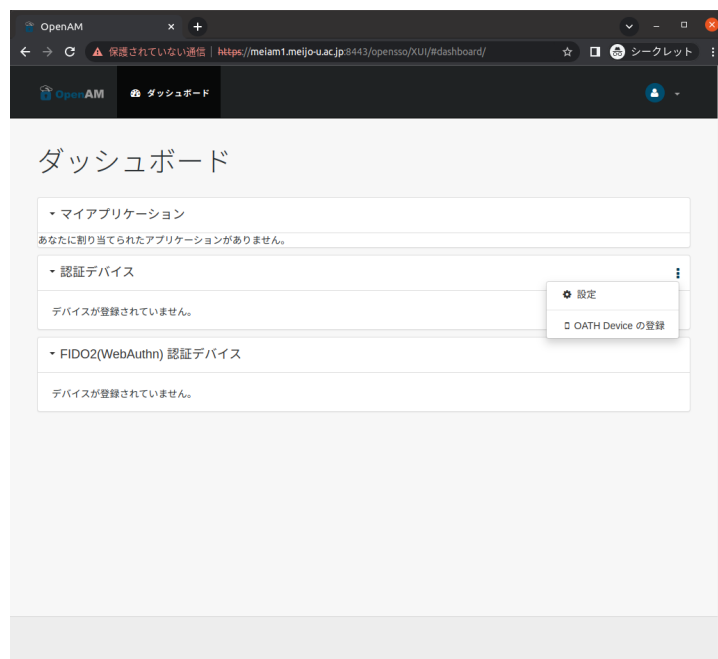 OpenAM
保護されていない通信 | https://meiam1.meijo-u.ac.jp:8443/opensso/XUI/#dashboard/
シークレット
OpenAM
ダッシュボード
ダッシュボード
マイアプリケーション
あなたに割り当てられたアプリケーションがありません。
認証デバイス
設定
デバイスが登録されていません。
OATH Device の登録
FIDO2(WebAuthn) 認証デバイス
デバイスが登録されていません。